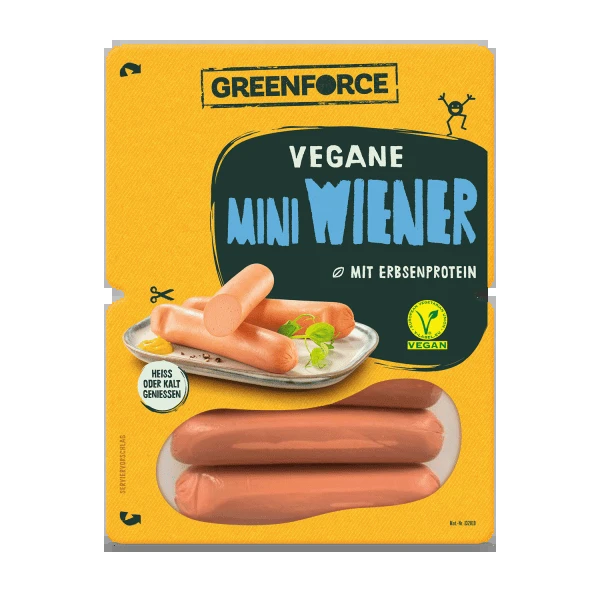 GREENFORCE
VEGANE
MINI WIENER
MIT ERBSENPROTEIN
VEGAN
HEISS
ODER KALT
GENIESSEN
SERVIERVORSCHLAG